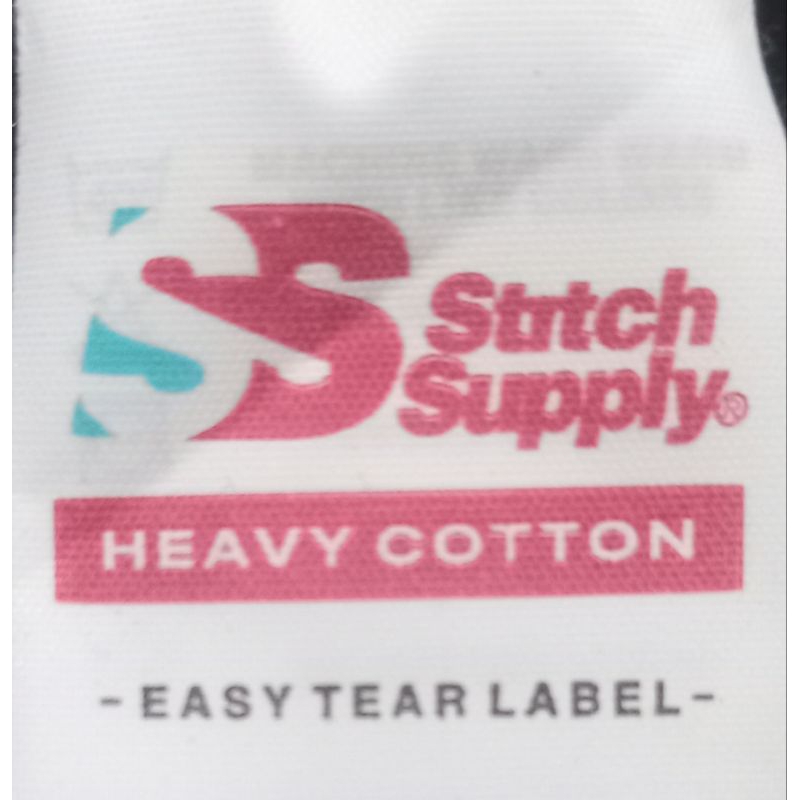 SS
Stitch
Supply®
HEAVY COTTON
- EASY TEAR LABEL -